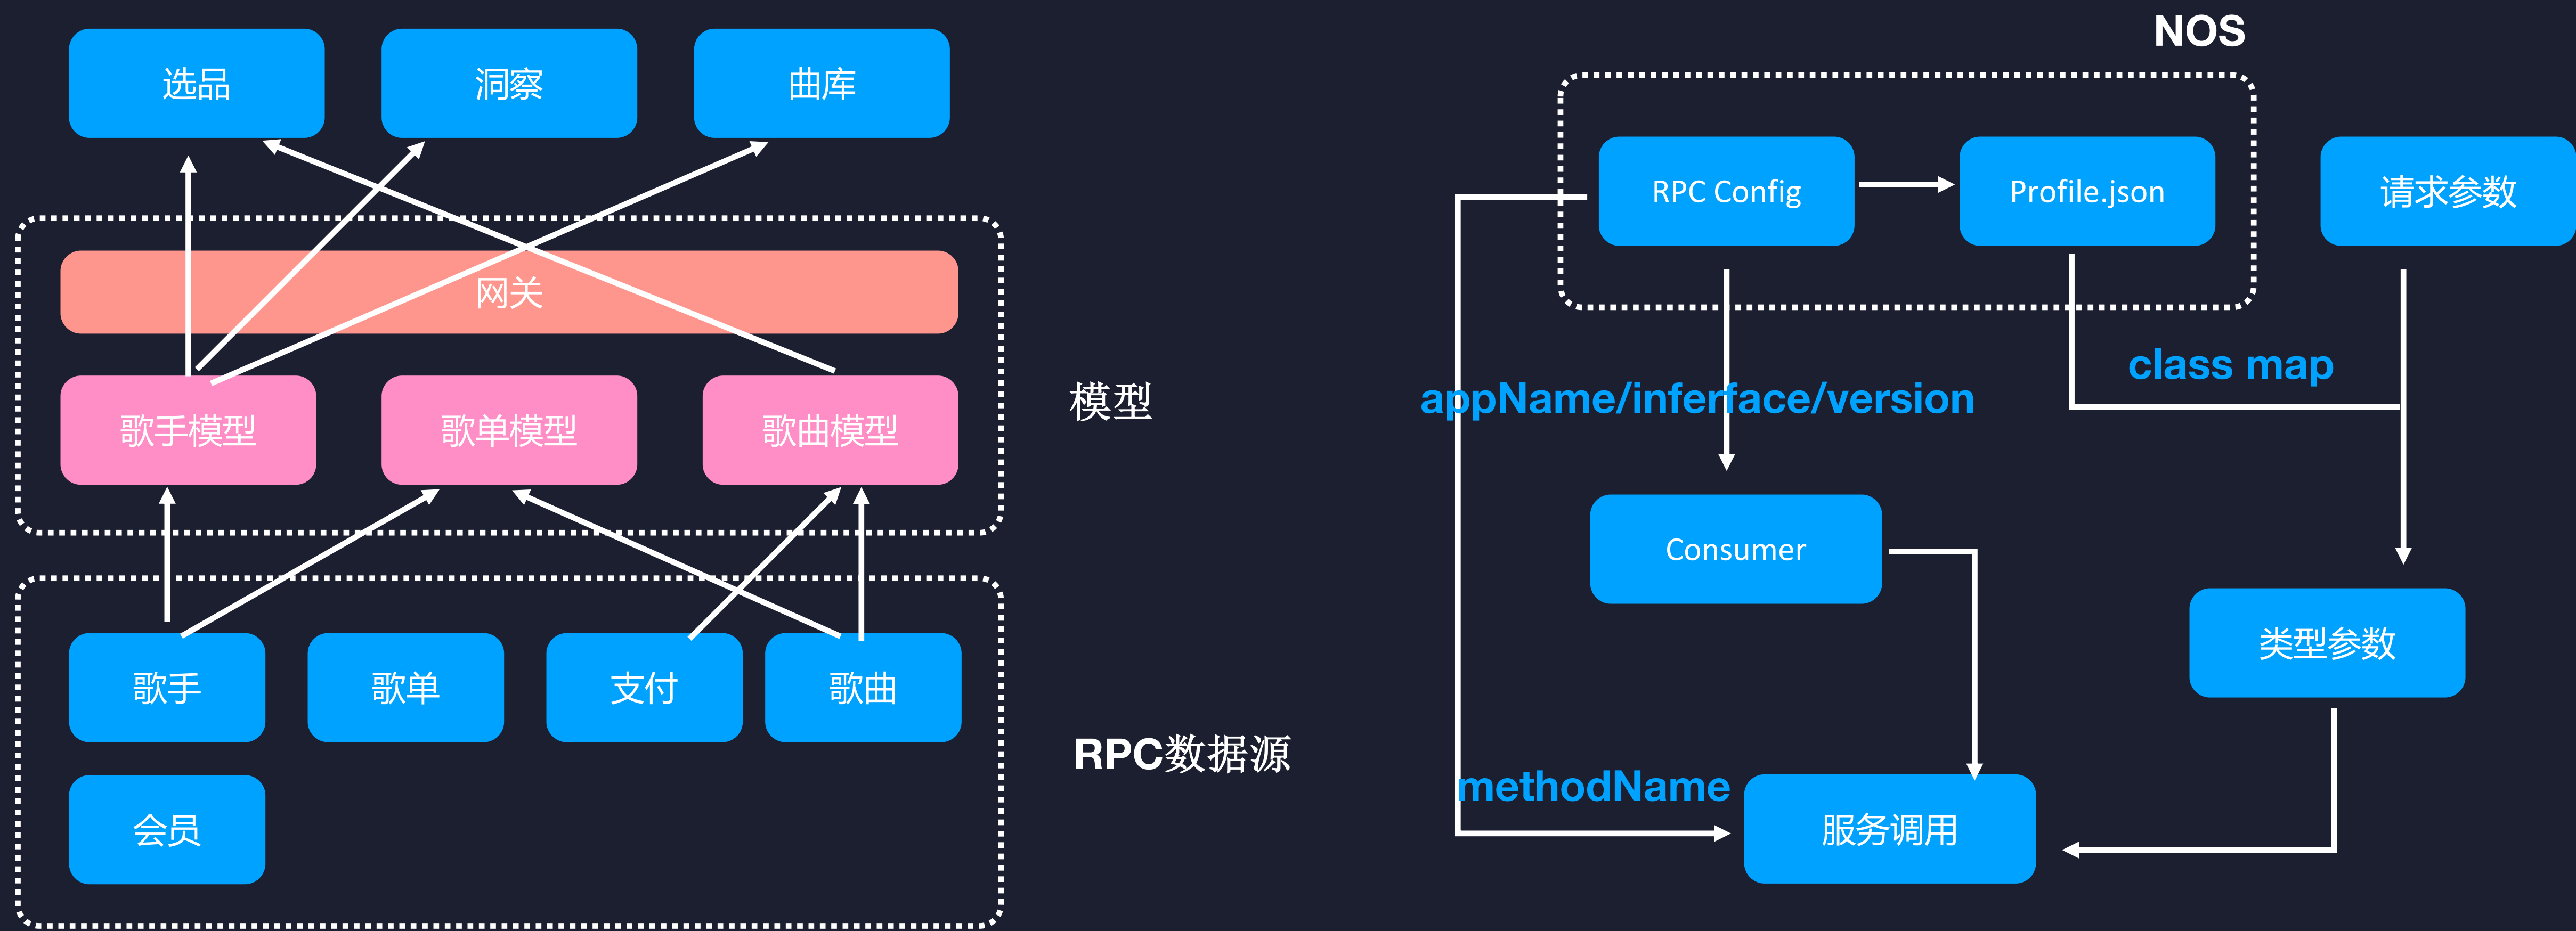 选品
洞察
曲库
网关
歌手模型
歌单模型
歌曲模型
模型
歌手
歌单
支付
歌曲
会员
RPC数据源
NOS
RPC Config
Profile.json
请求参数
class map
appName/inferface/version
Consumer
类型参数
methodName
服务调用